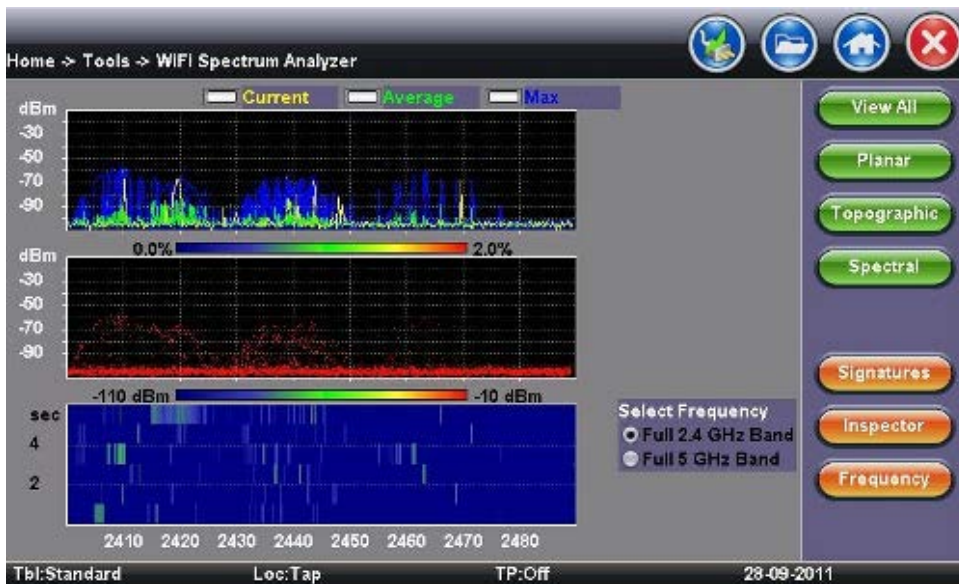 Home -> Tools -> WiFi Spectrum Analyzer
Current Average Max
View All
Planar
Topographic
Spectral
Signatures
Inspector
Frequency
dBm
-30
-50
-70
-90
0.0% 2.0%
dBm
-30
-50
-70
-90
-110 dBm -10 dBm
sec
4
2
2410 2420 2430 2440 2450 2460 2470 2480
Select Frequency
Full 2.4 GHz Band
Full 5 GHz Band
Tbl:Standard Loc:Tap TP:Off 28-09-2011